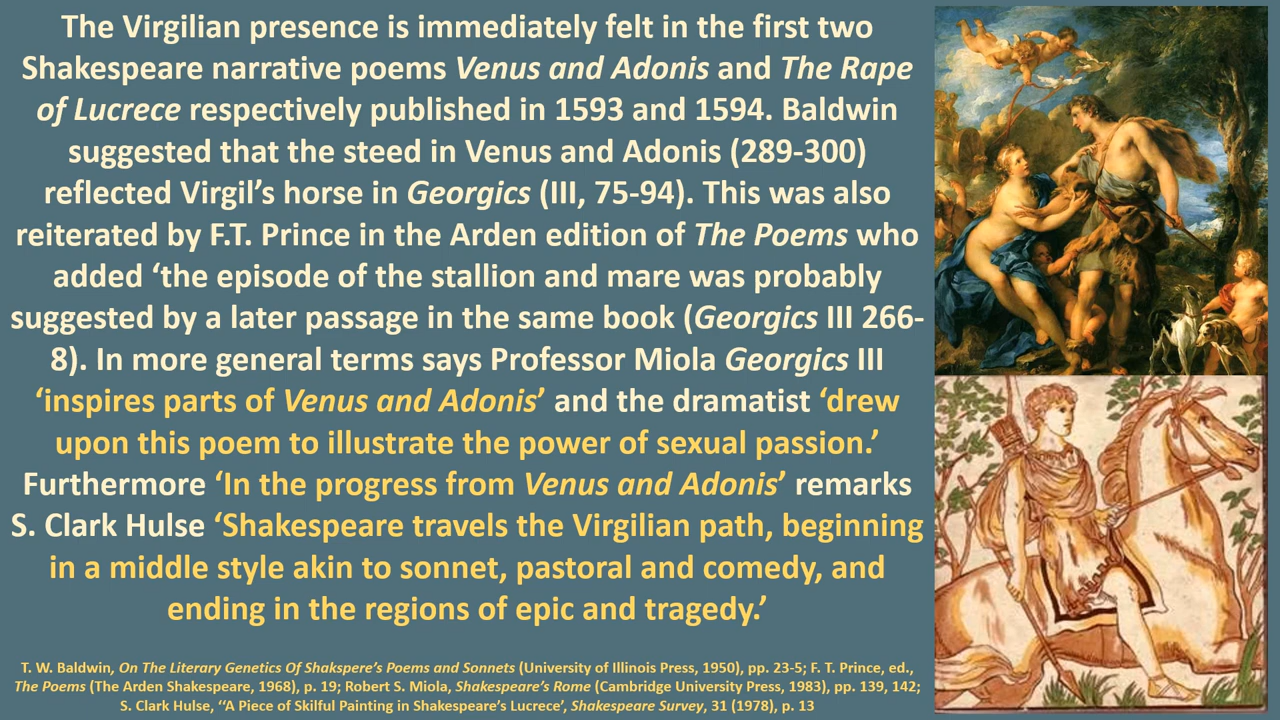 The Virgilian presence is immediately felt in the first two
Shakespeare narrative poems Venus and Adonis and The Rape
of Lucrece respectively published in 1593 and 1594. Baldwin
suggested that the steed in Venus and Adonis (289-300)
reflected Virgil’s horse in Georgics (III, 75-94). This was also
reiterated by F.T. Prince in the Arden edition of The Poems who
added ‘the episode of the stallion and mare was probably
suggested by a later passage in the same book (Georgics III 266-
8). In more general terms says Professor Miola Georgics III
‘inspires parts of Venus and Adonis’ and the dramatist ‘drew
upon this poem to illustrate the power of sexual passion.’
Furthermore ‘In the progress from Venus and Adonis’ remarks
S. Clark Hulse ‘Shakespeare travels the Virgilian path, beginning
in a middle style akin to sonnet, pastoral and comedy, and
ending in the regions of epic and tragedy.’
T. W. Baldwin, On The Literary Genetics Of Shakspere’s Poems and Sonnets (University of Illinois Press, 1950), pp. 23-5; F. T. Prince, ed.,
The Poems (The Arden Shakespeare, 1968), p. 19; Robert S. Miola, Shakespeare’s Rome (Cambridge University Press, 1983), pp. 139, 142;
S. Clark Hulse, ‘‘A Piece of Skilful Painting in Shakespeare’s Lucrece’, Shakespeare Survey, 31 (1978), p. 13